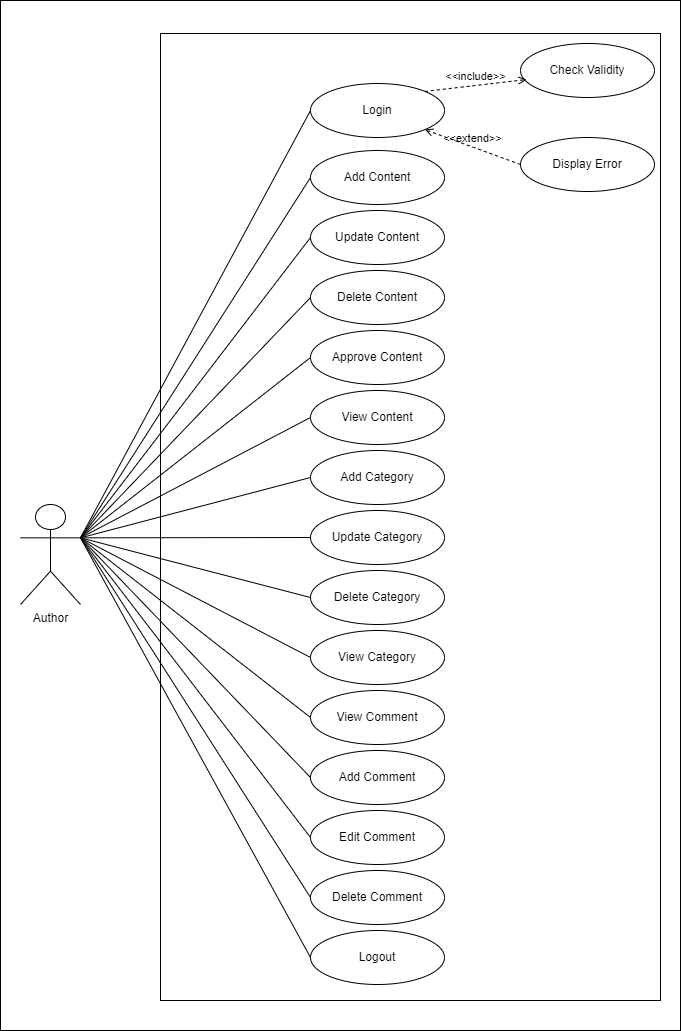 <<include>>
Check Validity
Login
<<extend>>
Display Error
Add Content
Update Content
Delete Content
Approve Content
View Content
Add Category
Update Category
Delete Category
Author
View Category
View Comment
Add Comment
Edit Comment
Delete Comment
Logout